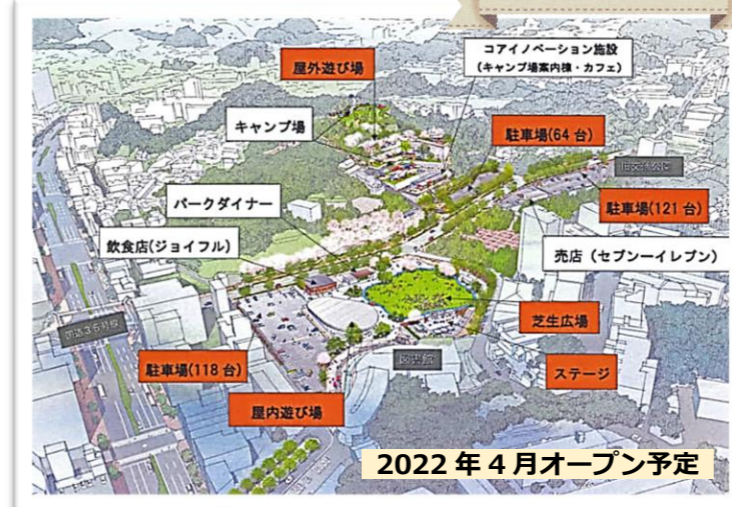 コアイノベーション施設
(キャンプ場案内棟・カフェ)
屋外遊び場
キャンプ場
駐車場(64台)
駐車場(121台)
パークダイナー
飲食店(ジョイフル)
売店(セブンーイレブン)
芝生広場
図書館
駐車場(118台)
ステージ
屋内遊び場
2022年4月オープン予定